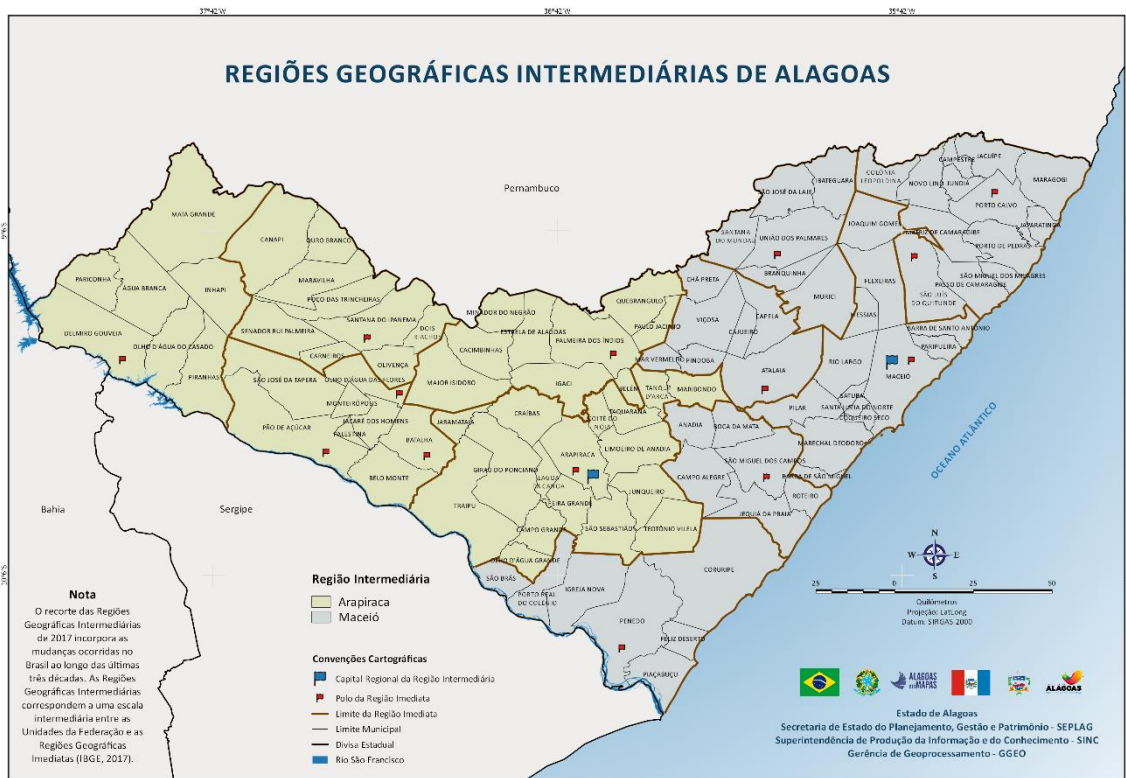 37°42'W
36°42'W
35°42'W
REGIÕES GEOGRÁFICAS INTERMEDIÁRIAS DE ALAGOAS
Pernambuco
9°6'S
JACUÍPE
CAMPESTRE
COLÔNIA
LEOPOLDINA
NOVO LINO
JUNDIÁ
MARAGOGI
IBATEGUARA
SÃO JOSÉ DA LAJE
PORTO CALVO
JAPARATINGA
MATA GRANDE
JOAQUIM GOMES
MATRIZ DE CAMARAGIBE
PORTO DE PEDRAS
SANTANA
DO MUNDAÚ
UNIÃO DOS PALMARES
CANAPI
OURO BRANCO
BRANQUINHA
SÃO MIGUEL DOS MILAGRES
PASSO DE CAMARAGIBE
PARICONHA
ÁGUA BRANCA
INHAPI
MARAVILHA
CHÃ PRETA
FLEXEIRAS
MURICI
SÃO LUÍS
DO QUITUNDE
POÇO DAS TRINCHEIRAS
QUEBRANGULO
MINADOR DO NEGRÃO
SANTANA DO IPANEMA
VIÇOSA
CAPELA
CAJUEIRO
MESSIAS
DELMIRO GOUVEIA
SENADOR RUI PALMEIRA
DOIS
RIACHOS
ESTRELA DE ALAGOAS
PAULO JACINTO
BARRA DE SANTO ANTÔNIO
OLHO D'ÁGUA DO CASADO
CACIMBINHAS
PALMEIRA DOS ÍNDIOS
PARIPUEIRA
CARNEIROS
MAR VERMELHO
PINDOBA
RIO LARGO
OLIVENÇA
ATALAIA
MACEIÓ
PIRANHAS
SÃO JOSÉ DA TAPERA
OLHO D'ÁGUA DAS FLORES
MAJOR ISIDORO
IGACI
BELÉM
TANQUE
D'ARCA
MARIBONDO
SATUBA
MONTEIRÓPOLIS
CRAÍBAS
TAQUARANA
PILAR
SANTA LUZIA DO NORTE
COQUEIRO SECO
JACARÉ DOS HOMENS
JARAMATAIA
COITÉ DO
NÓIA
ANADIA
BOCA DA MATA
PÃO DE AÇÚCAR
PALESTINA
BATALHA
LIMOEIRO DE ANADIA
MARECHAL DEODORO
ARAPIRACA
SÃO MIGUEL DOS CAMPOS
BELO MONTE
GIRAU DO PONCIANO
LAGOA
DA CANOA
CAMPO ALEGRE
BARRA DE SÃO MIGUEL
OCEANO ATLÂNTICO
TRAIPU
FEIRA GRANDE
JUNQUEIRO
ROTEIRO
Bahia
Sergipe
JEQUIÁ DA PRAIA
CAMPO GRANDE
SÃO SEBASTIÃO
TEOTÔNIO VILELA
OLHO D'ÁGUA GRANDE
N
W
E
S
SÃO BRÁS
CORURIPE
PORTO REAL
DO COLÉGIO
IGREJA NOVA
25
0
25
50
Quilômetros
Projeção: LatLong
Datum: SIRGAS 2000
PENEDO
FELIZ DESERTO
PIAÇABUÇU
Nota
O recorte das Regiões
Geográficas Intermediárias
de 2017 incorpora as
mudanças ocorridas no
Brasil ao longo das últimas
três décadas. As Regiões
Geográficas Intermediárias
correspondem a uma escala
intermediária entre as
Unidades da Federação e as
Regiões Geográficas
Imediatas (IBGE, 2017).
Região Intermediária
Arapiraca
Maceió
Convenções Cartográficas
Capital Regional da Região Intermediária
Polo da Região Imediata
Limite da Região Imediata
Limite Municipal
Divisa Estadual
Rio São Francisco
ALAGOAS
EM MAPAS
ALAGOAS
Estado de Alagoas
Secretaria de Estado do Planejamento, Gestão e Patrimônio - SEPLAG
Superintendência de Produção da Informação e do Conhecimento - SINC
Gerência de Geoprocessamento - GGEO